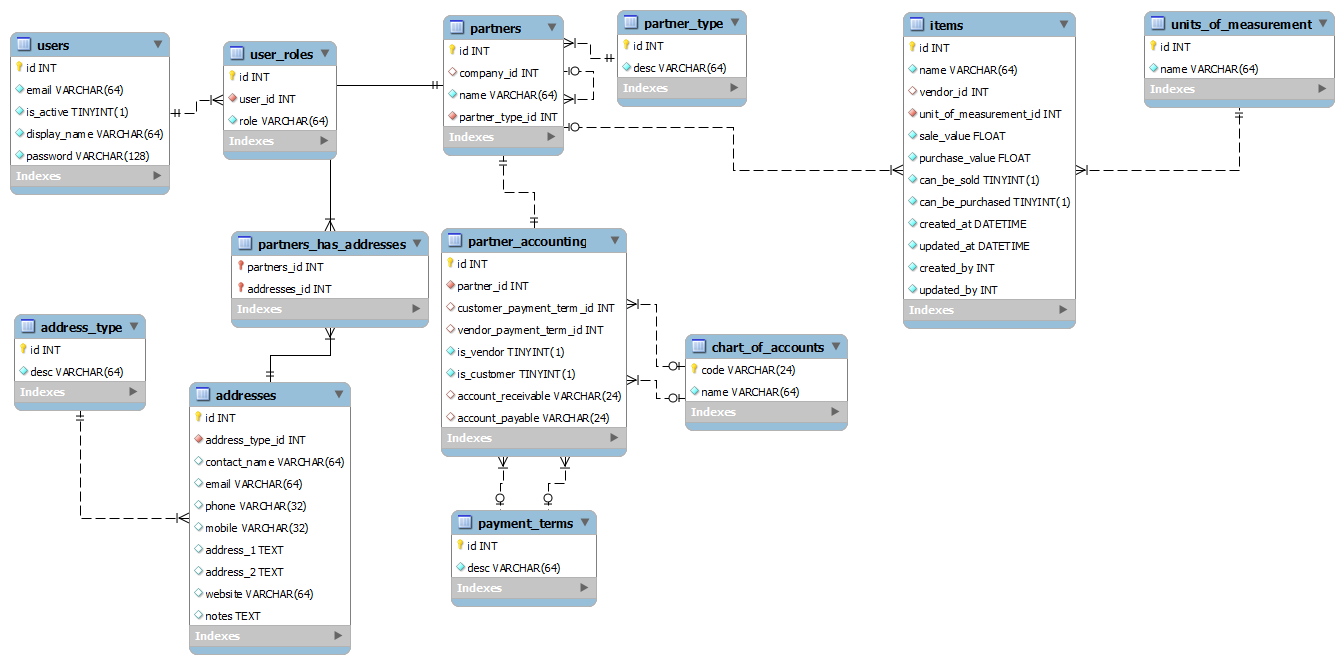 users
id INT
email VARCHAR(64)
is_active TINYINT(1)
display_name VARCHAR(64)
password VARCHAR(128)
Indexes
user_roles
id INT
user_id INT
role VARCHAR(64)
Indexes
partners
id INT
company_id INT
name VARCHAR(64)
partner_type_id INT
Indexes
partner_type
id INT
desc VARCHAR(64)
Indexes
items
id INT
name VARCHAR(64)
vendor_id INT
unit_of_measurement_id INT
sale_value FLOAT
purchase_value FLOAT
can_be_sold TINYINT(1)
can_be_purchased TINYINT(1)
created_at DATETIME
updated_at DATETIME
created_by INT
updated_by INT
Indexes
units_of_measurement
id INT
name VARCHAR(64)
Indexes
partners_has_addresses
partners_id INT
addresses_id INT
Indexes
partner_accounting
id INT
partner_id INT
customer_payment_term_id INT
vendor_payment_term_id INT
is_vendor TINYINT(1)
is_customer TINYINT(1)
account_receivable VARCHAR(24)
account_payable VARCHAR(24)
Indexes
address_type
id INT
desc VARCHAR(64)
Indexes
chart_of_accounts
code VARCHAR(24)
name VARCHAR(64)
Indexes
addresses
id INT
address_type_id INT
contact_name VARCHAR(64)
email VARCHAR(64)
phone VARCHAR(32)
mobile VARCHAR(32)
address_1 TEXT
address_2 TEXT
website VARCHAR(64)
notes TEXT
Indexes
payment_terms
id INT
desc VARCHAR(64)
Indexes